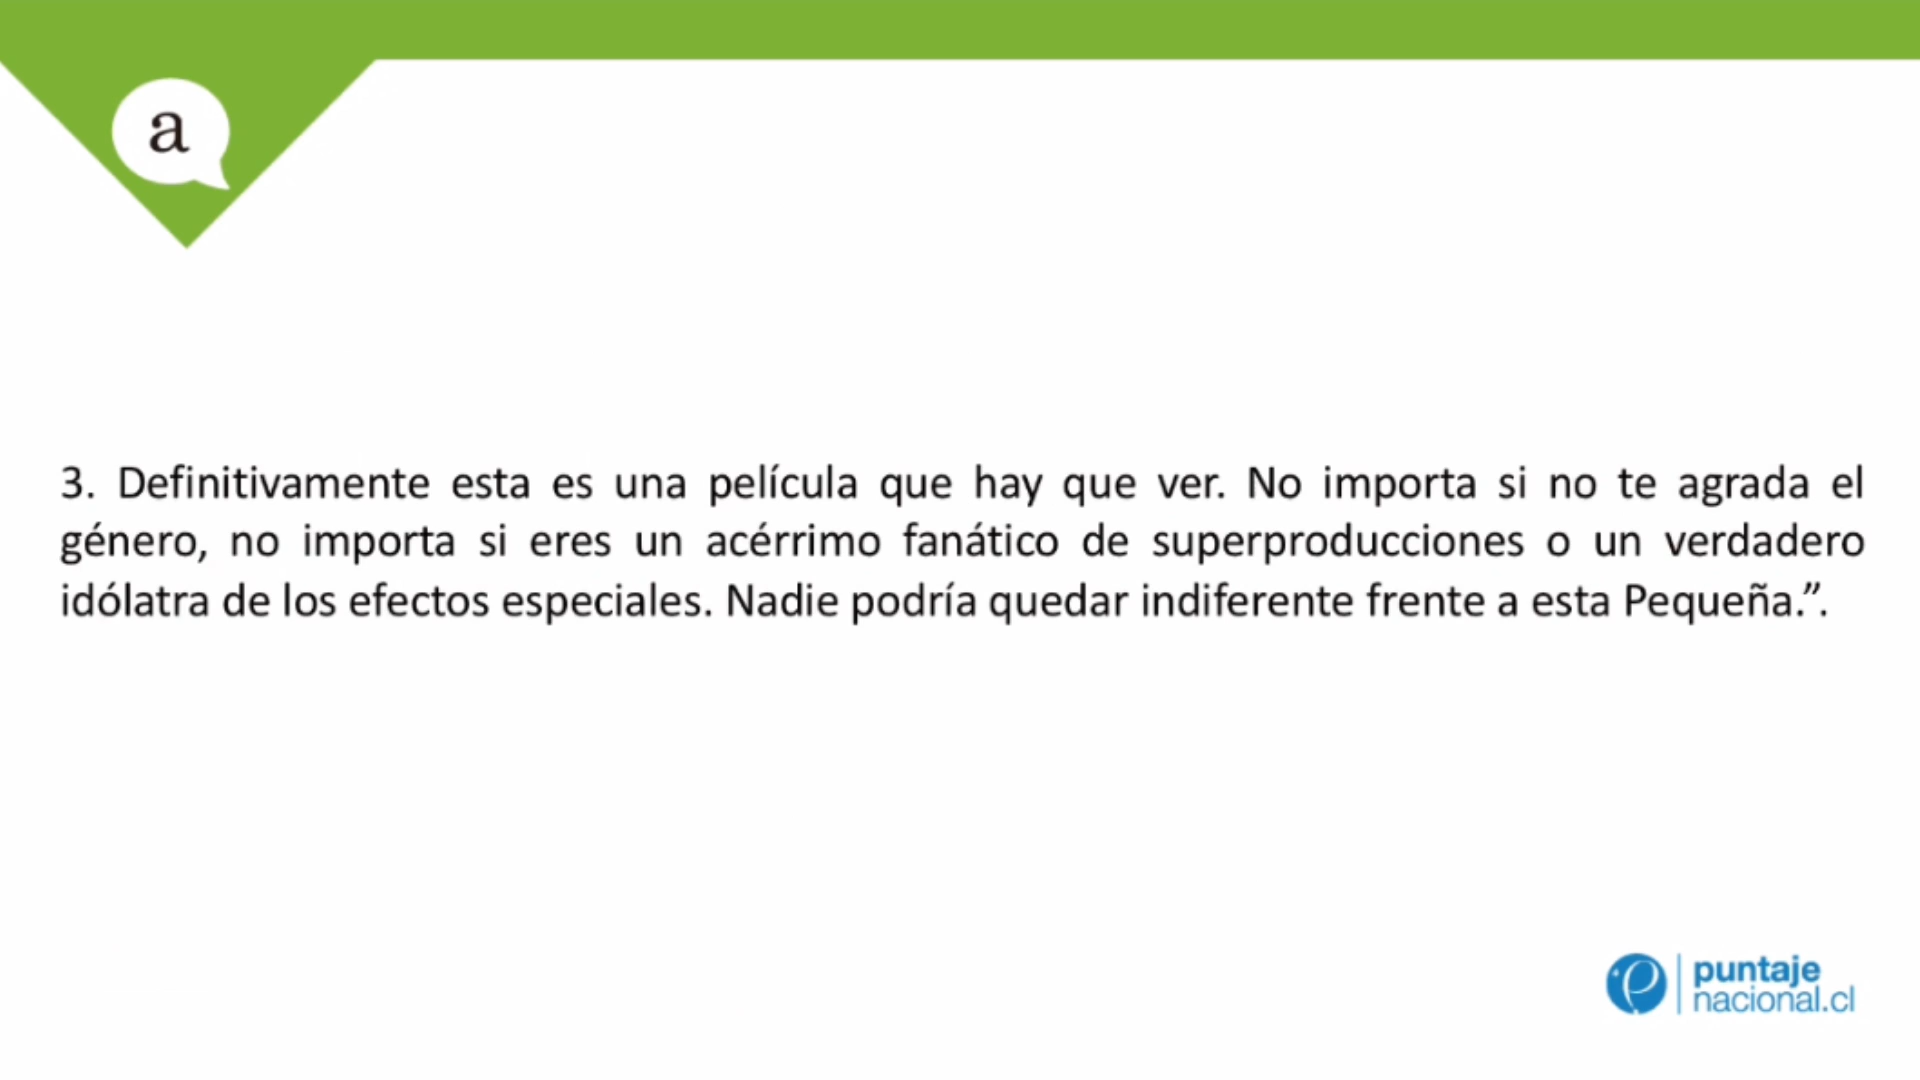 a
3. Definitivamente esta es una película que hay que ver. No importa si no te agrada el
género, no importa si eres un acérrimo fanático de superproducciones o un verdadero
idólatra de los efectos especiales. Nadie podría quedar indiferente frente a esta Pequeña.”.
puntaje
nacional.cl